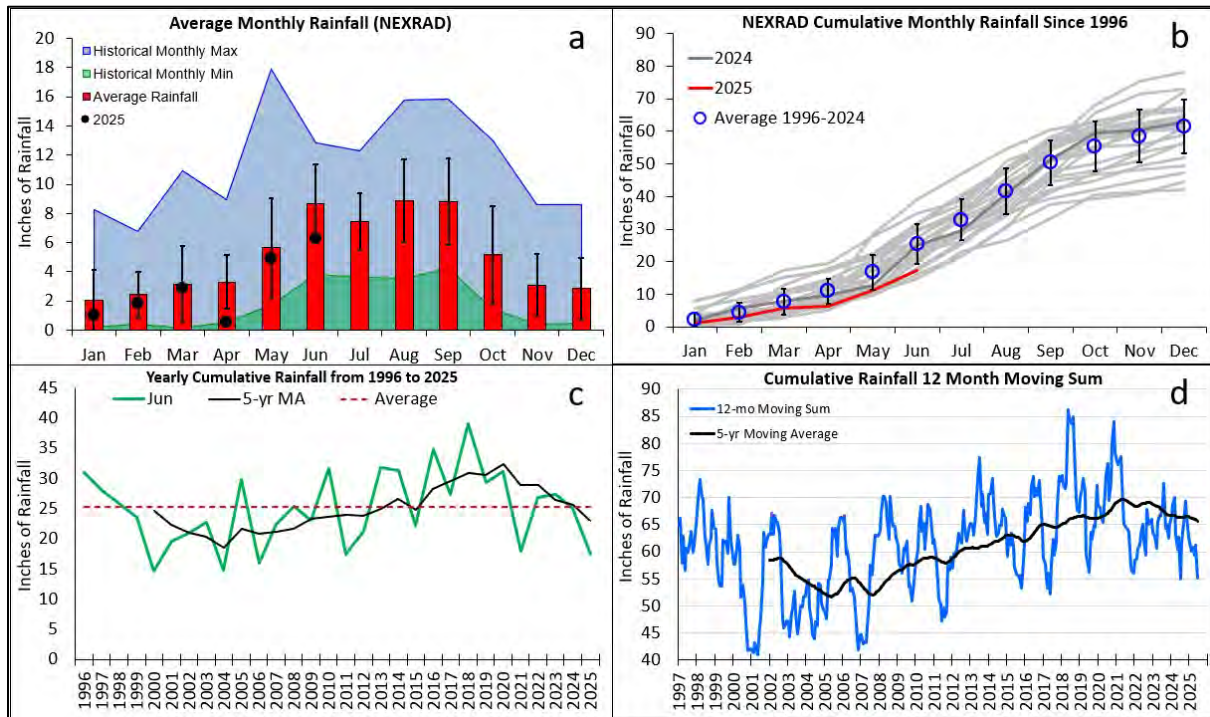 Average Monthly Rainfall (NEXRAD)
a
Inches of Rainfall
20
18
16
14
12
10
8
6
4
2
0
Historical Monthly Max
Historical Monthly Min
Average Rainfall
2025
Jan Feb Mar Apr May Jun Jul Aug Sep Oct Nov Dec
NEXRAD Cumulative Monthly Rainfall Since 1996
b
Inches of Rainfall
90
80
70
60
50
40
30
20
10
0
2024
2025
Average 1996-2024
Jan Feb Mar Apr May Jun Jul Aug Sep Oct Nov Dec
Yearly Cumulative Rainfall from 1996 to 2025
c
Inches of Rainfall
45
40
35
30
25
20
15
10
5
0
Jun 5-yr MA Average
1996 1997 1998 1999 2000 2001 2002 2003 2004 2005 2006 2007 2008 2009 2010 2011 2012 2013 2014 2015 2016 2017 2018 2019 2020 2021 2022 2023 2024 2025
Cumulative Rainfall 12 Month Moving Sum
d
Inches of Rainfall
90
85
80
75
70
65
60
55
50
45
40
12-mo Moving Sum
5-yr Moving Average
1997 1998 1999 2000 2001 2002 2003 2004 2005 2006 2007 2008 2009 2010 2011 2012 2013 2014 2015 2016 2017 2018 2019 2020 2021 2022 2023 2024 2025